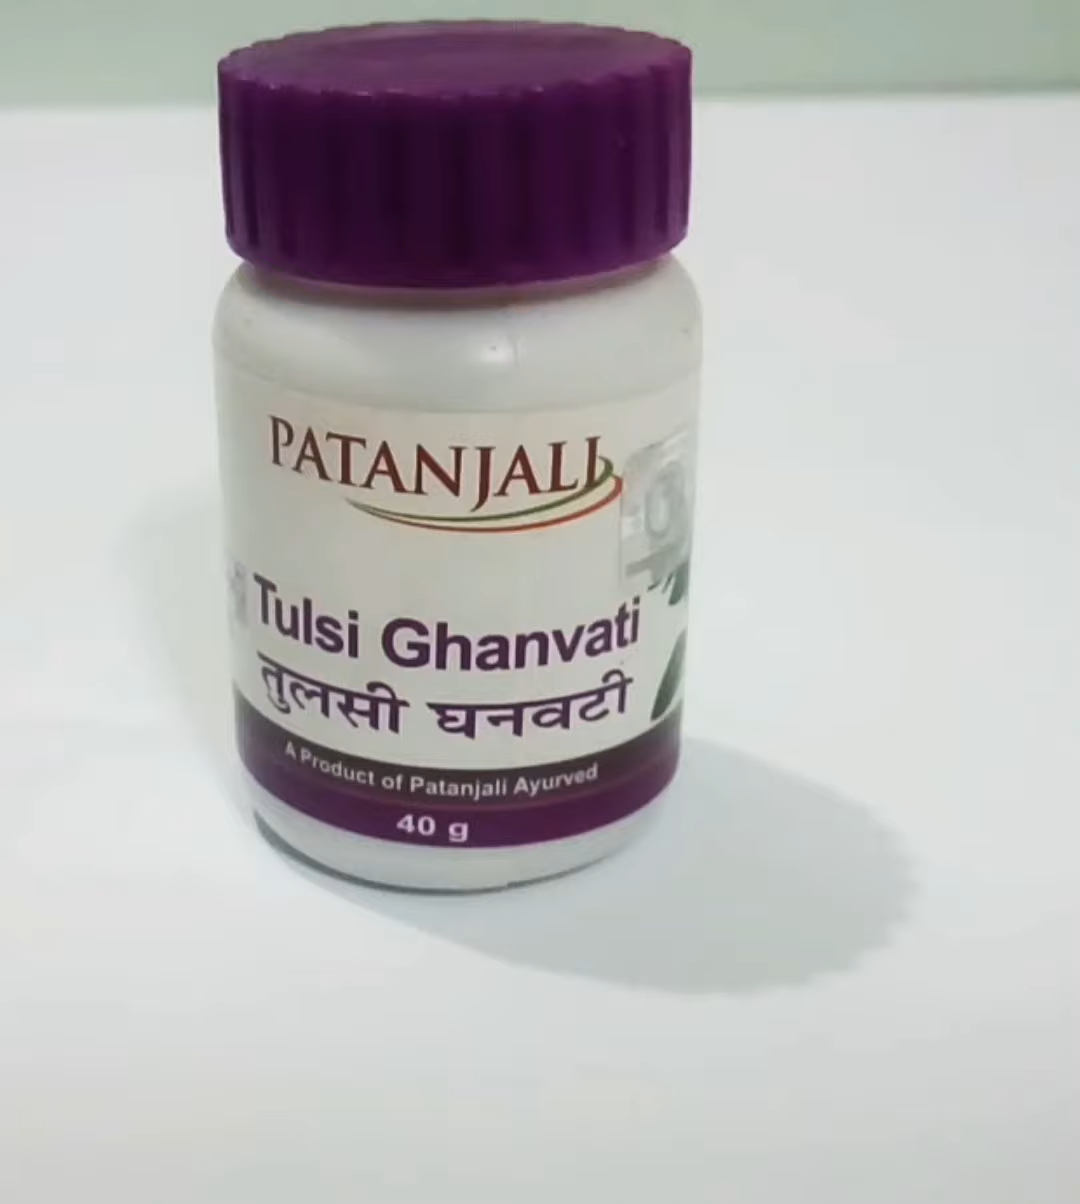 PATANJALI
Tulsi Ghanvati
तुलसी घनवटी
A Product of Patanjali Ayurved
40 g